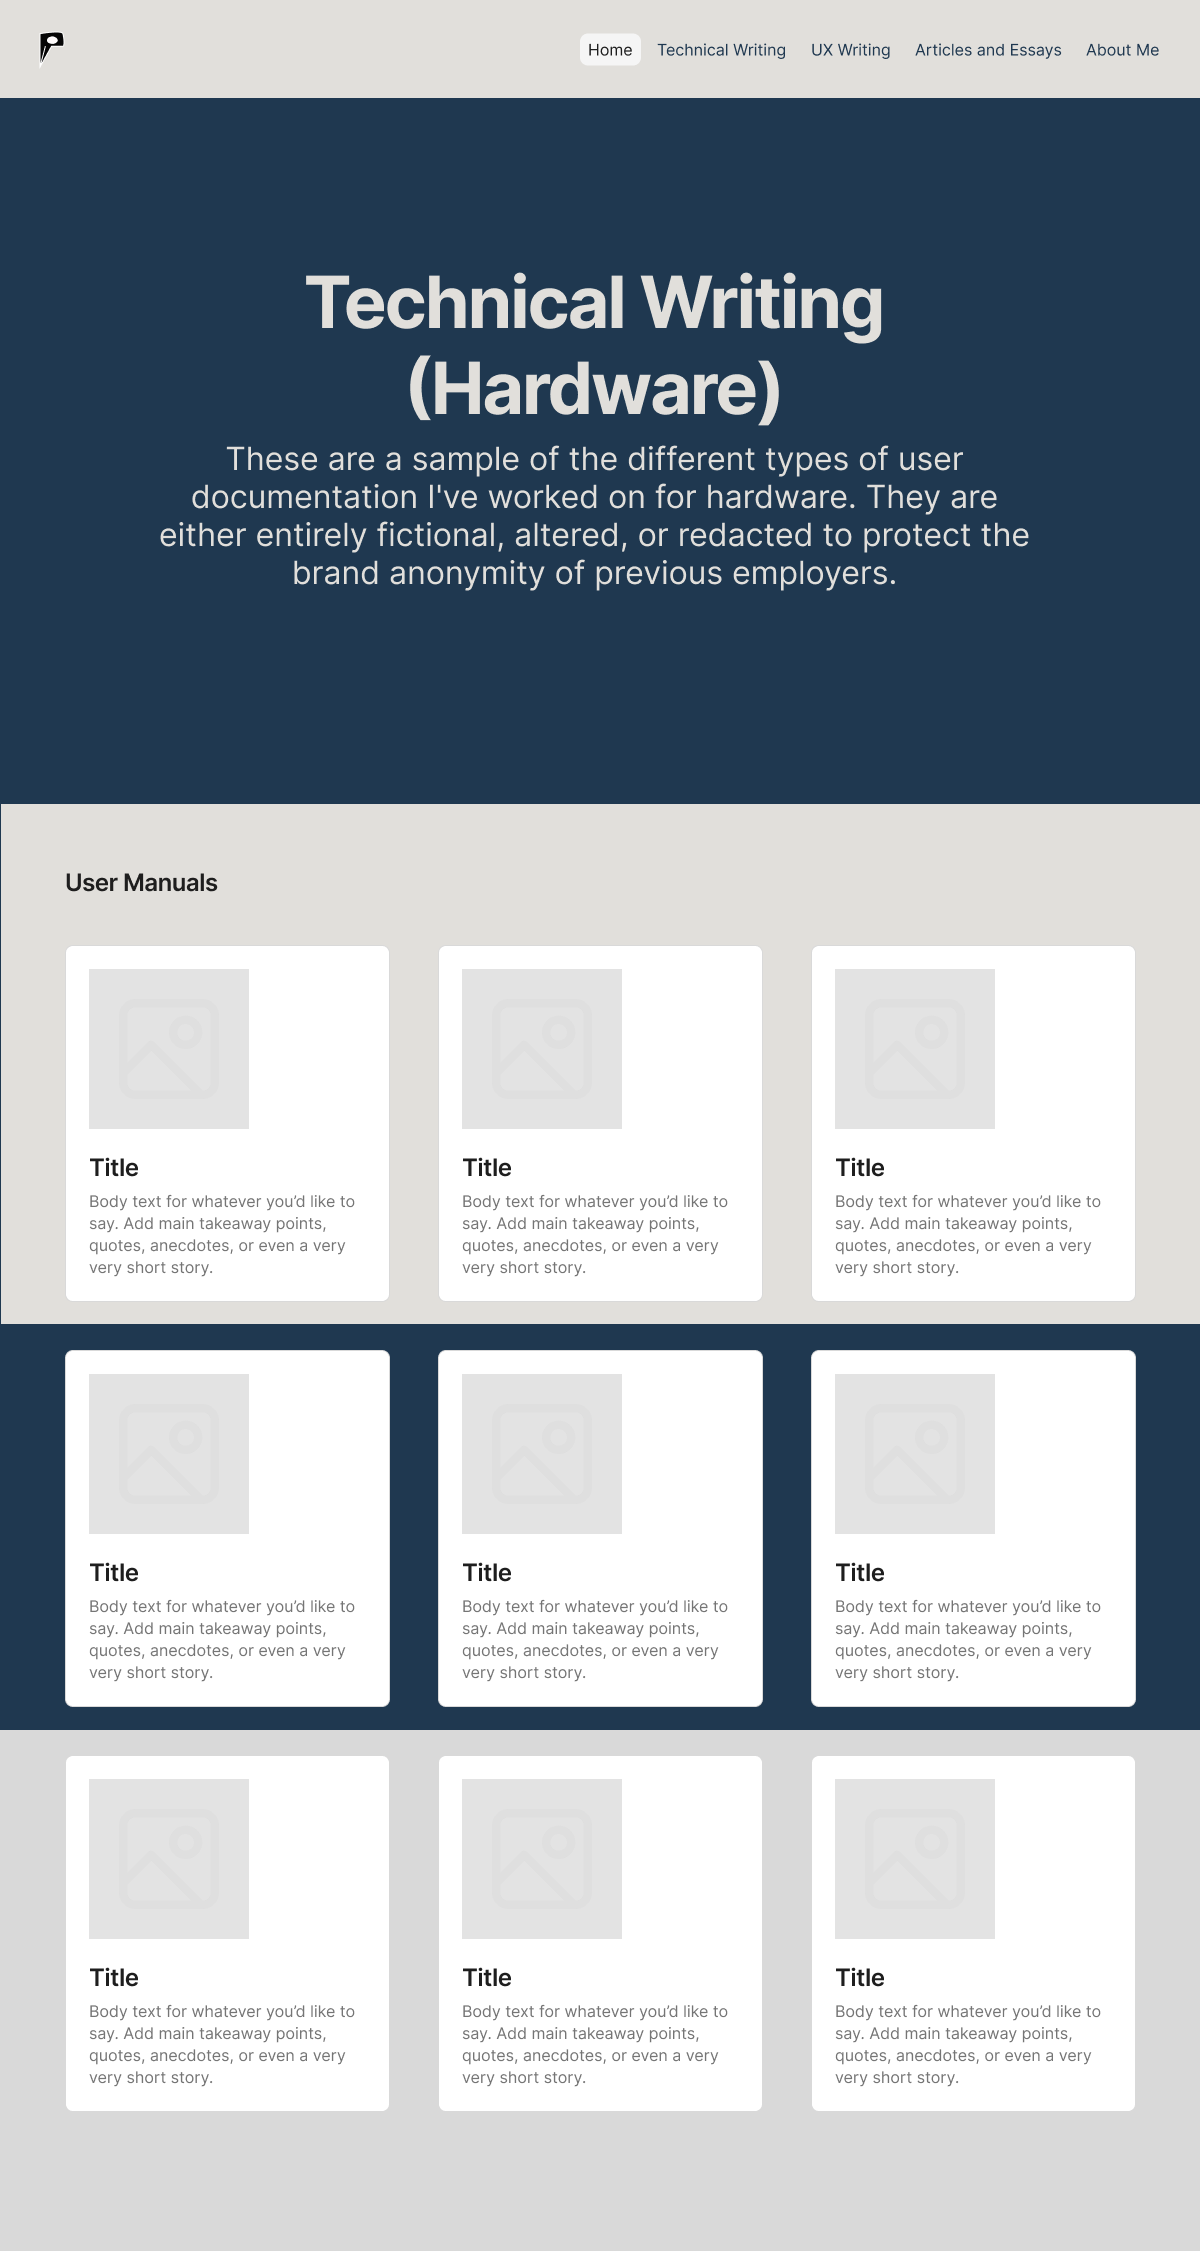 Home Technical Writing UX Writing Articles and Essays About Me
Technical Writing
(Hardware)
These are a sample of the different types of user
documentation I've worked on for hardware. They are
either entirely fictional, altered, or redacted to protect the
brand anonymity of previous employers.
User Manuals
Title
Body text for whatever you’d like to
say. Add main takeaway points,
quotes, anecdotes, or even a very
very short story.
Title
Body text for whatever you’d like to
say. Add main takeaway points,
quotes, anecdotes, or even a very
very short story.
Title
Body text for whatever you’d like to
say. Add main takeaway points,
quotes, anecdotes, or even a very
very short story.
Title
Body text for whatever you’d like to
say. Add main takeaway points,
quotes, anecdotes, or even a very
very short story.
Title
Body text for whatever you’d like to
say. Add main takeaway points,
quotes, anecdotes, or even a very
very short story.
Title
Body text for whatever you’d like to
say. Add main takeaway points,
quotes, anecdotes, or even a very
very short story.
Title
Body text for whatever you’d like to
say. Add main takeaway points,
quotes, anecdotes, or even a very
very short story.
Title
Body text for whatever you’d like to
say. Add main takeaway points,
quotes, anecdotes, or even a very
very short story.
Title
Body text for whatever you’d like to
say. Add main takeaway points,
quotes, anecdotes, or even a very
very short story.